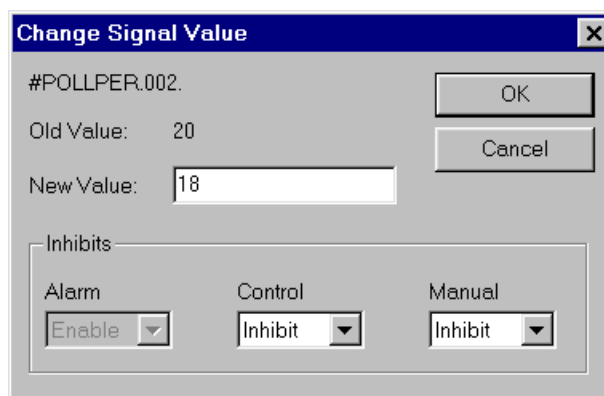 Change Signal Value
#POLLPER.002.
OK
Old Value: 20
Cancel
New Value: 18
Inhibits
Alarm Control Manual
Enable Inhibit Inhibit